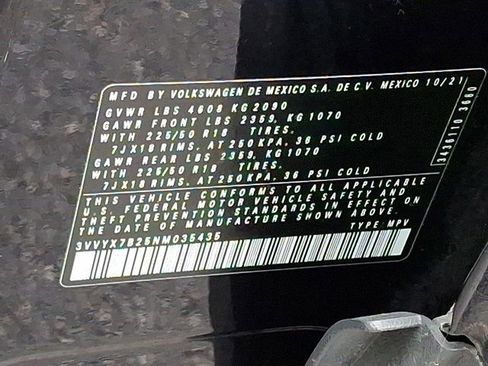 MFD BY VOLKSWAGEN DE MEXICO S.A. DE C.V. MEXICO 10/21
GVWR LBS 4608 KG 2090
GAWR FRONT LBS 2359, KG 1070
WITH 225/50 R18 TIRES.
7JX18 RIMS, AT 250 KPA, 36 PSI COLD
GAWR REAR LBS 2359, KG 1070
WITH 225/50 R18 TIRES.
7JX18 RIMS, AT 250 KPA, 36 PSI COLD
THIS VEHICLE CONFORMS TO ALL APPLICABLE
U.S. FEDERAL MOTOR VEHICLE SAFETY AND
THEFT PREVENTION STANDARDS IN EFFECT ON
THE DATE OF MANUFACTURE SHOWN ABOVE.
3VVYX7B25NM035435 TYPE MPV
3436110 3660